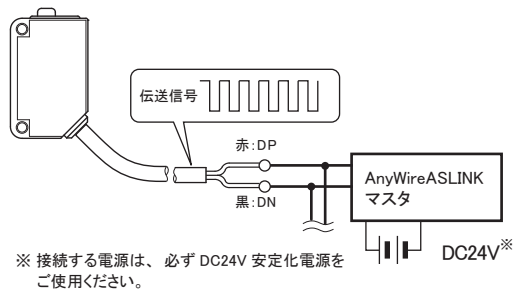 伝送信号
赤:DP
黒:DN
AnyWireASLINK
マスタ
DC24V※
※ 接続する電源は、必ず DC24V 安定化電源を
ご使用ください。